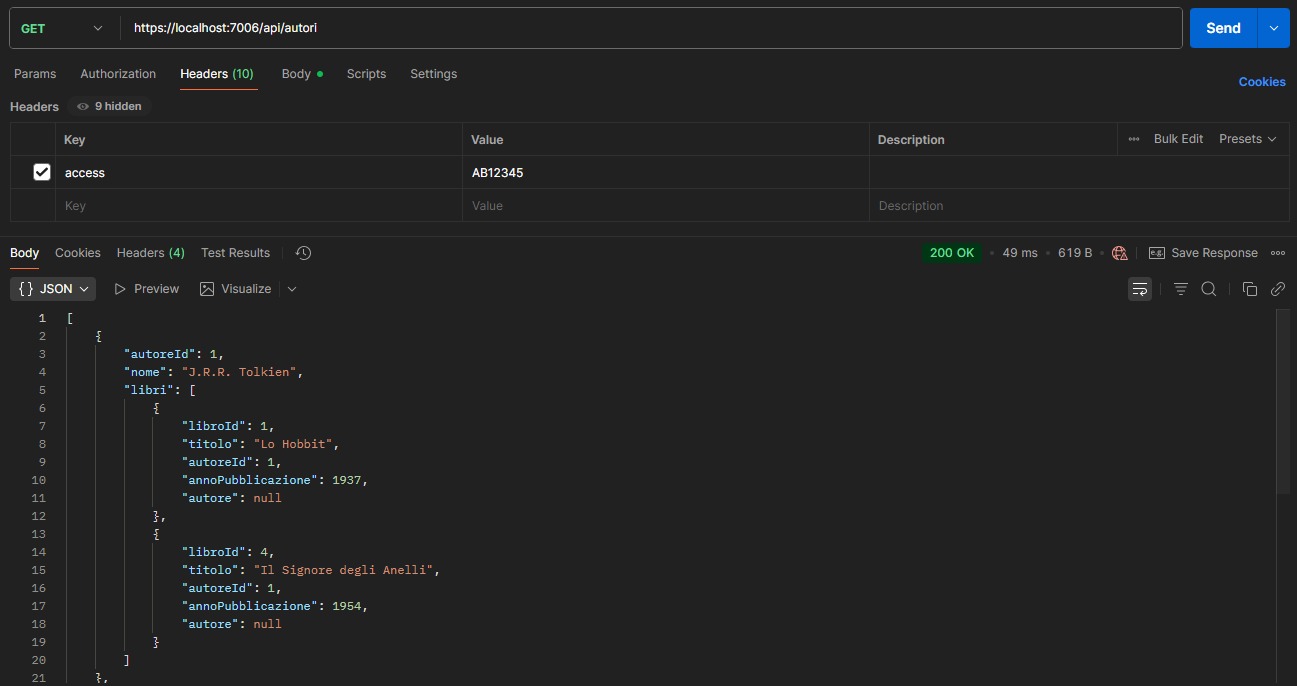 GET https://localhost:7006/api/autori Send
Params Authorization Headers (10) Body Scripts Settings Cookies
Headers 9 hidden
Key Value Description Bulk Edit Presets
access AB12345
Key Value Description
Body Cookies Headers (4) Test Results 200 OK 49 ms 619 B Save Response
{} JSON Preview Visualize
1 [
2 {
3 "autoreId": 1,
4 "nome": "J.R.R. Tolkien",
5 "libri": [
6 {
7 "libroId": 1,
8 "titolo": "Lo Hobbit",
9 "autoreId": 1,
10 "annoPubblicazione": 1937,
11 "autore": null
12 },
13 {
14 "libroId": 4,
15 "titolo": "Il Signore degli Anelli",
16 "autoreId": 1,
17 "annoPubblicazione": 1954,
18 "autore": null
19 }
20 ]
21 },